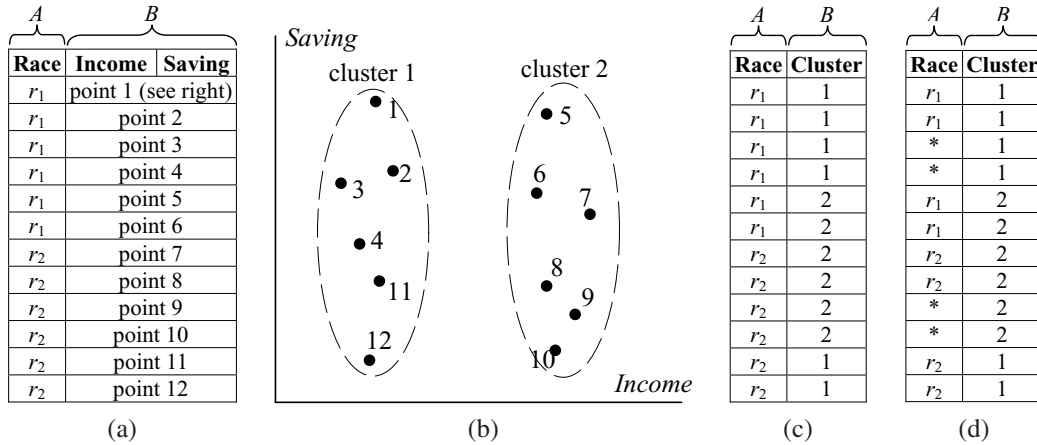 A B
Race Income Saving
r1 point 1 (see right)
r1 point 2
r1 point 3
r1 point 4
r1 point 5
r1 point 6
r2 point 7
r2 point 8
r2 point 9
r2 point 10
r2 point 11
r2 point 12
(a)
Saving
cluster 1
cluster 2
1
5
2
3
6
7
4
8
11
9
12
10
Income
(b)
A B
Race Cluster
r1 1
r1 1
r1 1
r1 1
r1 2
r1 2
r2 2
r2 2
r2 2
r2 2
r2 1
r2 1
(c)
A B
Race Cluster
r1 1
r1 1
* 1
* 1
r1 2
r1 2
r2 2
r2 2
* 2
* 2
r2 1
r2 1
(d)